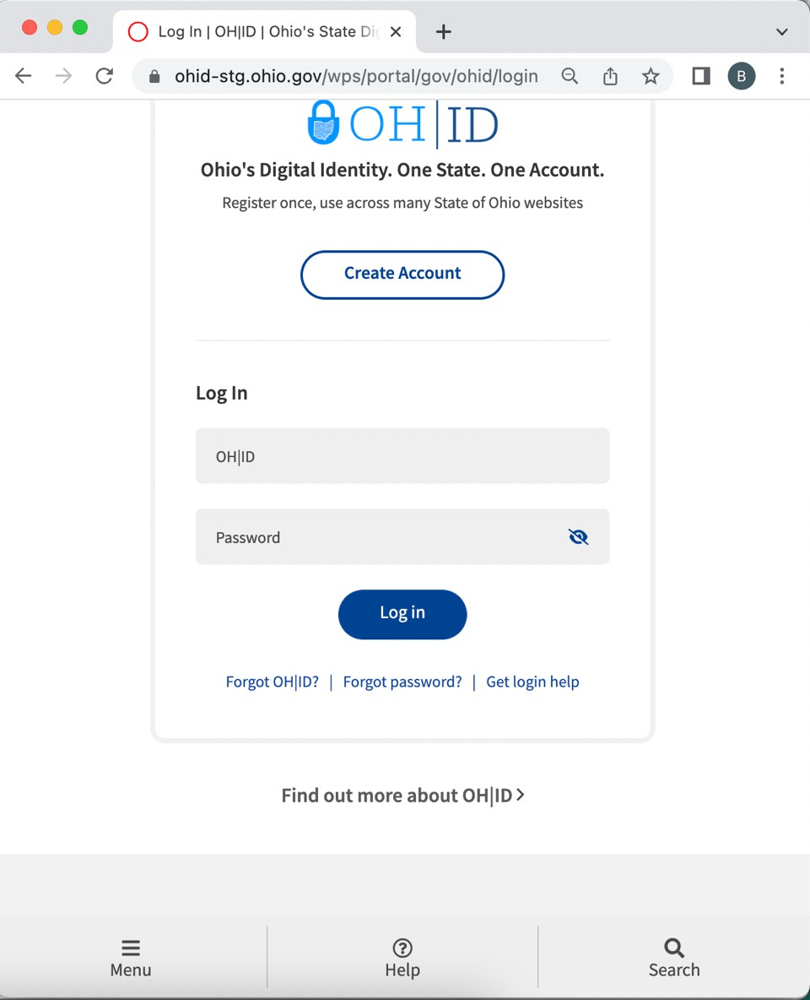 Log In | OH|ID | Ohio's State Dig
ohid-stg.ohio.gov/wps/portal/gov/ohid/login
B
OH|ID
Ohio's Digital Identity. One State. One Account.
Register once, use across many State of Ohio websites
Create Account
Log In
OH|ID
Password
Log in
Forgot OH|ID? | Forgot password? | Get login help
Find out more about OH|ID
Menu
Help
Search